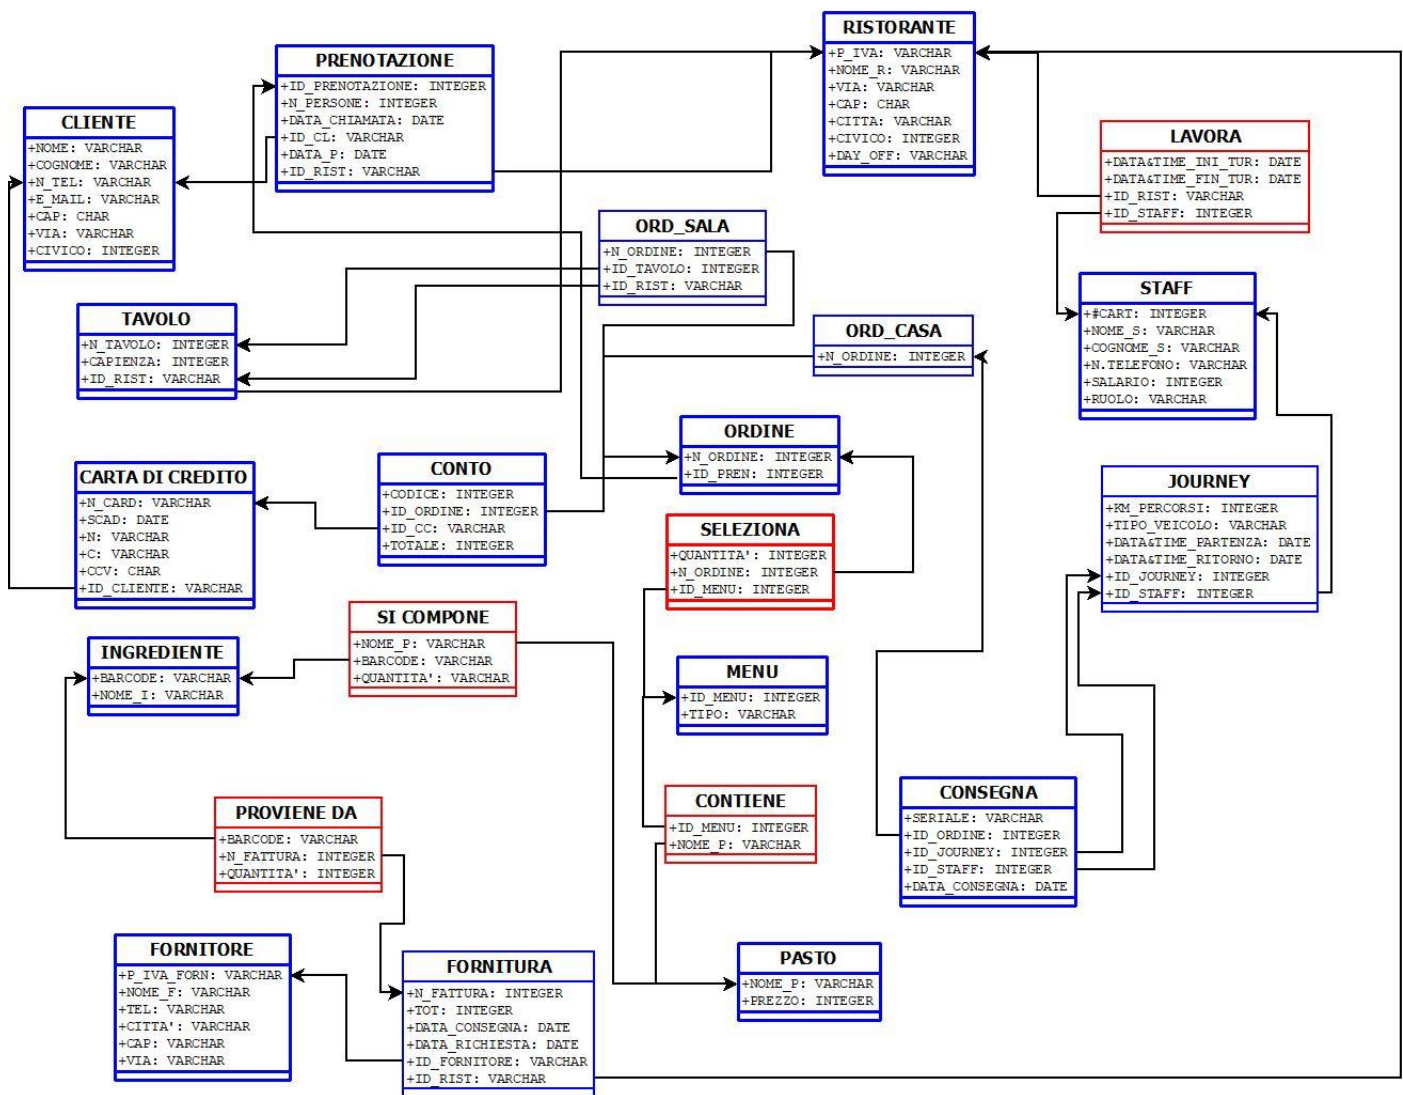 RISTORANTE
+P_IVA: VARCHAR
+NOME_R: VARCHAR
+VIA: VARCHAR
+CAP: CHAR
+CITTA: VARCHAR
+CIVICO: INTEGER
+DAY_OFF: VARCHAR
PRENOTAZIONE
+ID_PRENOTAZIONE: INTEGER
+N_PERSONE: INTEGER
+DATA_CHIAMATA: DATE
+ID_CL: VARCHAR
+DATA_P: DATE
+ID_RIST: VARCHAR
CLIENTE
+NOME: VARCHAR
+COGNOME: VARCHAR
+N_TEL: VARCHAR
+E_MAIL: VARCHAR
+CAP: CHAR
+VIA: VARCHAR
+CIVICO: INTEGER
LAVORA
+DATA&TIME_INI_TUR: DATE
+DATA&TIME_FIN_TUR: DATE
+ID_RIST: VARCHAR
+ID_STAFF: INTEGER
ORD_SALA
+N_ORDINE: INTEGER
+ID_TAVOLO: INTEGER
+ID_RIST: VARCHAR
STAFF
+#CART: INTEGER
+NOME_S: VARCHAR
+COGNOME_S: VARCHAR
+N.TELEFONO: VARCHAR
+SALARIO: INTEGER
+RUOLO: VARCHAR
TAVOLO
+N_TAVOLO: INTEGER
+CAPIENZA: INTEGER
+ID_RIST: VARCHAR
ORD_CASA
+N_ORDINE: INTEGER
ORDINE
+N_ORDINE: INTEGER
+ID_PREN: INTEGER
CARTA DI CREDITO
+N_CARD: VARCHAR
+SCAD: DATE
+N: VARCHAR
+C: VARCHAR
+CCV: CHAR
+ID_CLIENTE: VARCHAR
CONTO
+CODICE: INTEGER
+ID_ORDINE: INTEGER
+ID_CC: VARCHAR
+TOTALE: INTEGER
JOURNEY
+KM_PERCORSI: INTEGER
+TIPO_VEICOLO: VARCHAR
+DATA&TIME_PARTENZA: DATE
+DATA&TIME_RITORNO: DATE
+ID_JOURNEY: INTEGER
+ID_STAFF: INTEGER
SELEZIONA
+QUANTITA': INTEGER
+N_ORDINE: INTEGER
+ID_MENU: INTEGER
SI COMPONE
+NOME_P: VARCHAR
+BARCODE: VARCHAR
+QUANTITA': VARCHAR
INGREDIENTE
+BARCODE: VARCHAR
+NOME_I: VARCHAR
MENU
+ID_MENU: INTEGER
+TIPO: VARCHAR
PROVIENE DA
+BARCODE: VARCHAR
+N_FATTURA: INTEGER
+QUANTITA': INTEGER
CONTIENE
+ID_MENU: INTEGER
+NOME_P: VARCHAR
CONSEGNA
+SERIALE: VARCHAR
+ID_ORDINE: INTEGER
+ID_JOURNEY: INTEGER
+ID_STAFF: INTEGER
+DATA_CONSEGNA: DATE
FORNITORE
+P_IVA_FORN: VARCHAR
+NOME_F: VARCHAR
+TEL: VARCHAR
+CITTA': VARCHAR
+CAP: VARCHAR
+VIA: VARCHAR
FORNITURA
+N_FATTURA: INTEGER
+TOT: INTEGER
+DATA_CONSEGNA: DATE
+DATA_RICHIESTA: DATE
+ID_FORNITORE: VARCHAR
+ID_RIST: VARCHAR
PASTO
+NOME_P: VARCHAR
+PREZZO: INTEGER